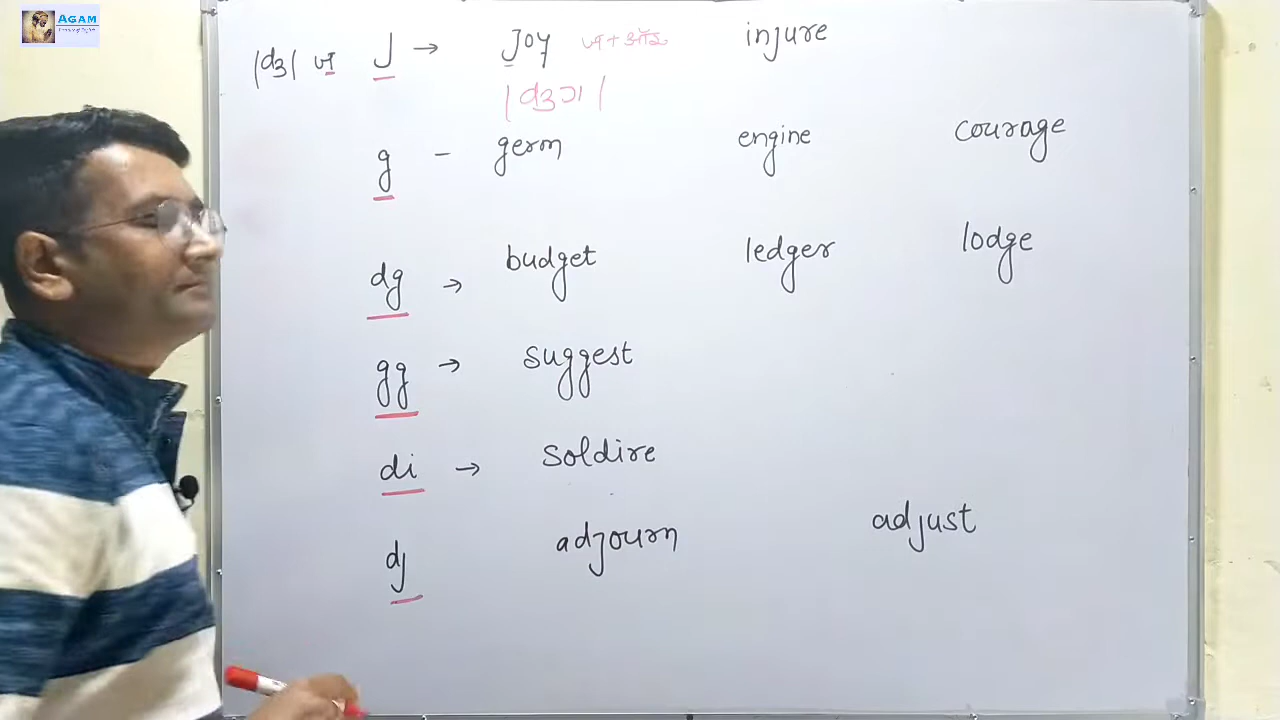 AGAM
|dʒ| ज J → Joy ज + ऑइ injure
|dʒɔɪ|
g - germ engine courage
dg → budget ledger lodge
gg → suggest
di → soldire
dj adjourn adjust